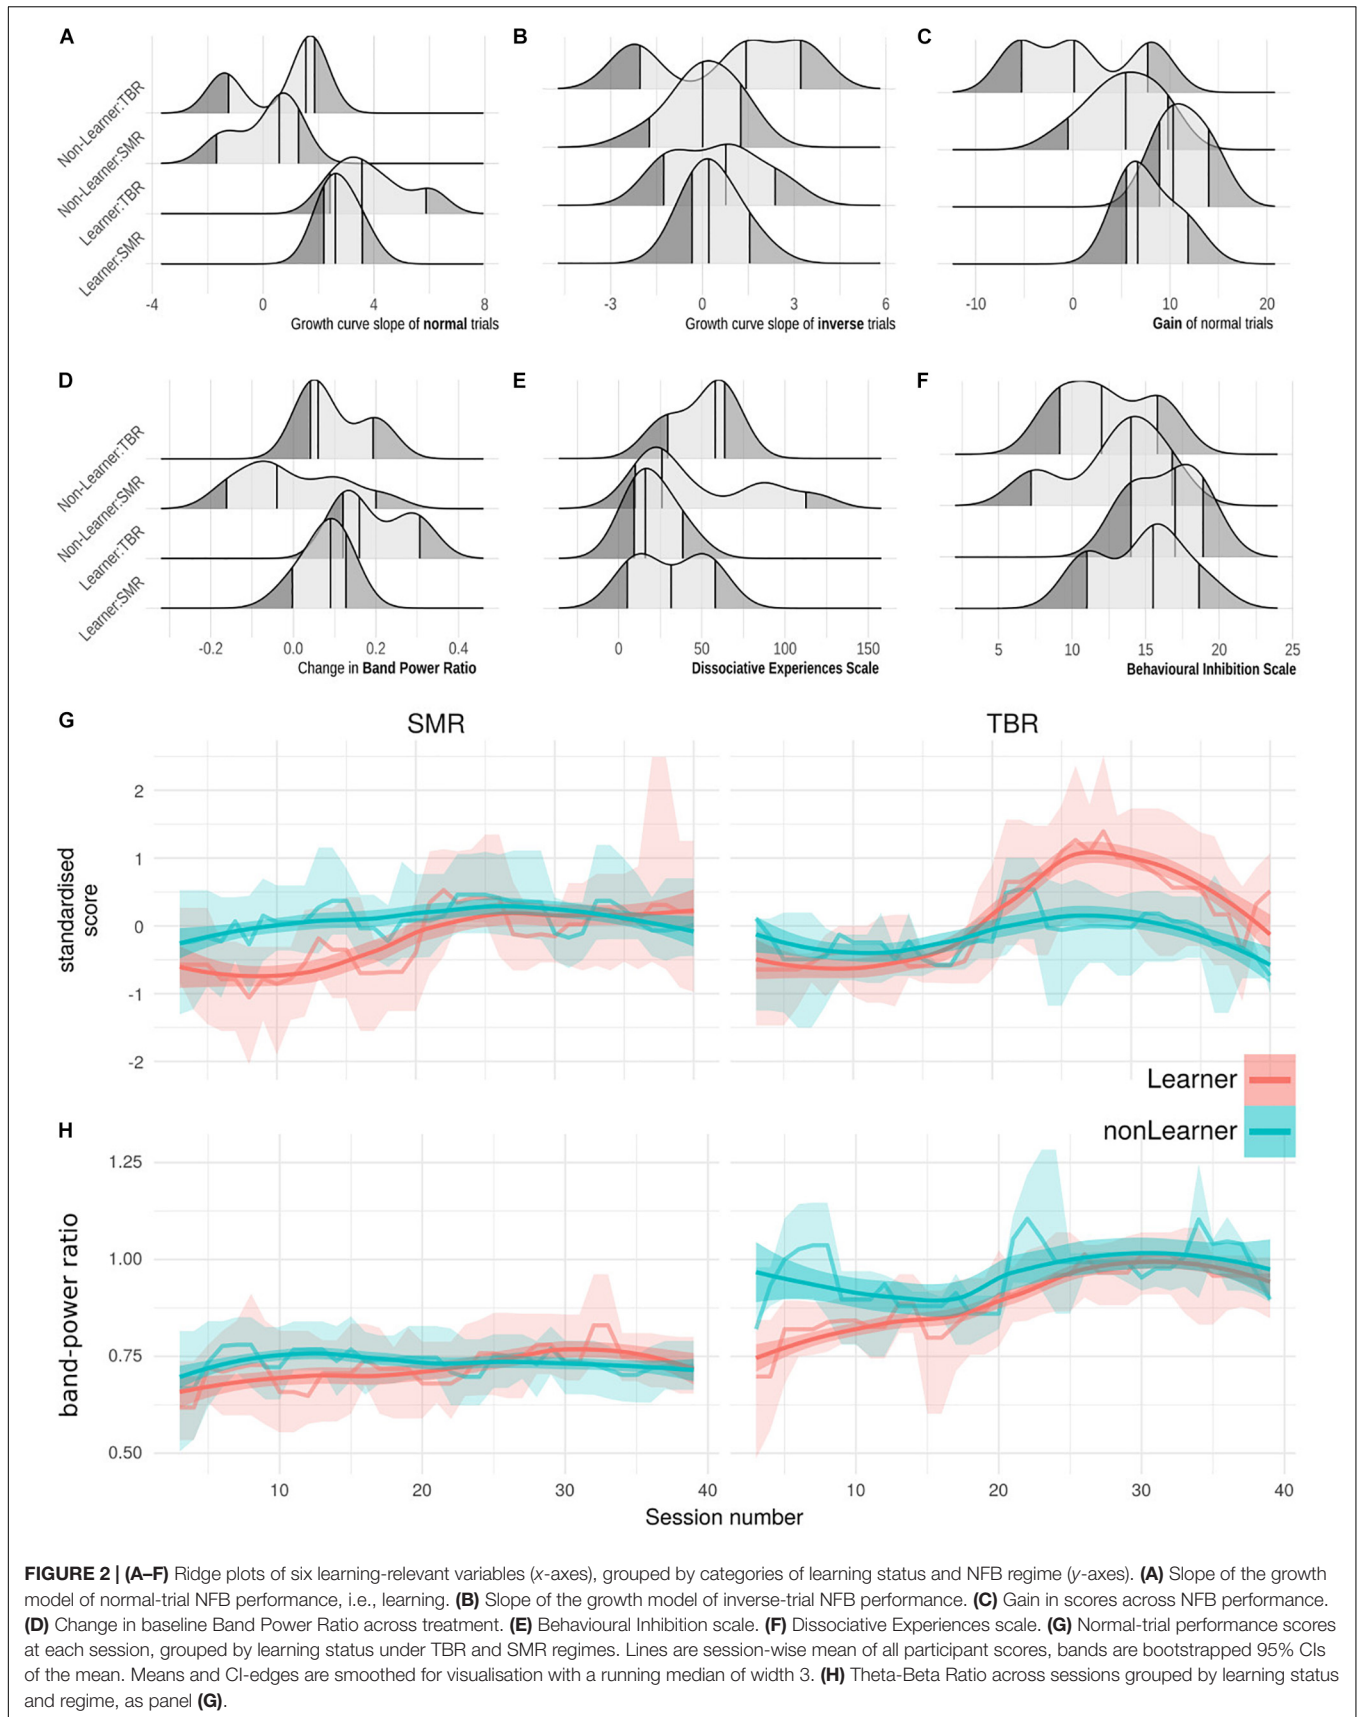 A
B
C
Non-Learner:TBR
Non-Learner:SMR
Learner:TBR
Learner:SMR
-4 0 4 8
-3 0 3 6
-10 0 10 20
Growth curve slope of normal trials
Growth curve slope of inverse trials
Gain of normal trials
D
E
F
Non-Learner:TBR
Non-Learner:SMR
Learner:TBR
Learner:SMR
-0.2 0.0 0.2 0.4
0 50 100 150
5 10 15 20 25
Change in Band Power Ratio
Dissociative Experiences Scale
Behavioural Inhibition Scale
G
SMR
TBR
standardised
score
2
1
0
-1
-2
Learner
nonLearner
H
band-power ratio
1.25
1.00
0.75
0.50
10 20 30 40
10 20 30 40
Session number
FIGURE 2 | (A–F) Ridge plots of six learning-relevant variables (x-axes), grouped by categories of learning status and NFB regime (y-axes). (A) Slope of the growth
model of normal-trial NFB performance, i.e., learning. (B) Slope of the growth model of inverse-trial NFB performance. (C) Gain in scores across NFB performance.
(D) Change in baseline Band Power Ratio across treatment. (E) Behavioural Inhibition scale. (F) Dissociative Experiences scale. (G) Normal-trial performance scores
at each session, grouped by learning status under TBR and SMR regimes. Lines are session-wise mean of all participant scores, bands are bootstrapped 95% CIs
of the mean. Means and CI-edges are smoothed for visualisation with a running median of width 3. (H) Theta-Beta Ratio across sessions grouped by learning status
and regime, as panel (G).